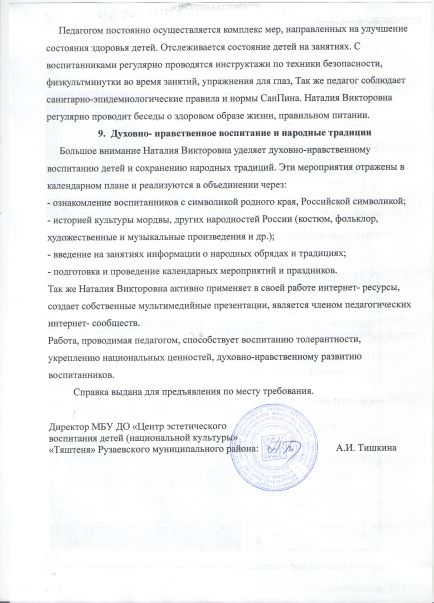 Педагогом постоянно осуществляется комплекс мер, направленных на улучшение
состояния здоровья детей. Отслеживается состояние детей на занятиях. С
воспитанниками регулярно проводятся инструктажи по техники безопасности,
физкультминутки во время занятий, упражнения для глаз, Так же педагог соблюдает
санитарно-эпидемиологические правила и нормы СанПина. Наталия Викторовна
регулярно проводит беседы о здоровом образе жизни, правильном питании.
9. Духовно- нравственное воспитание и народные традиции
Большое внимание Наталия Викторовна уделяет духовно-нравственному
воспитанию детей и сохранению народных традиций. Эти мероприятия отражены в
календарном плане и реализуются в объединении через:
- ознакомление воспитанников с символикой родного края, Российской символикой;
- историей культуры мордвы, других народностей России (костюм, фольклор,
художественные и музыкальные произведения и др.);
- введение на занятиях информации о народных обрядах и традициях;
- подготовка и проведение календарных мероприятий и праздников.
Так же Наталия Викторовна активно применяет в своей работе интернет- ресурсы,
создает собственные мультимедийные презентации, является членом педагогических
интернет- сообществ.
Работа, проводимая педагогом, способствует воспитанию толерантности,
укреплению национальных ценностей, духовно-нравственному развитию
воспитанников.
Справка выдана для предъявления по месту требования.
Директор МБУ ДО «Центр эстетического
воспитания детей (национальной культуры»
«Тяштеня» Рузаевского муниципального района: А.И. Тишкина